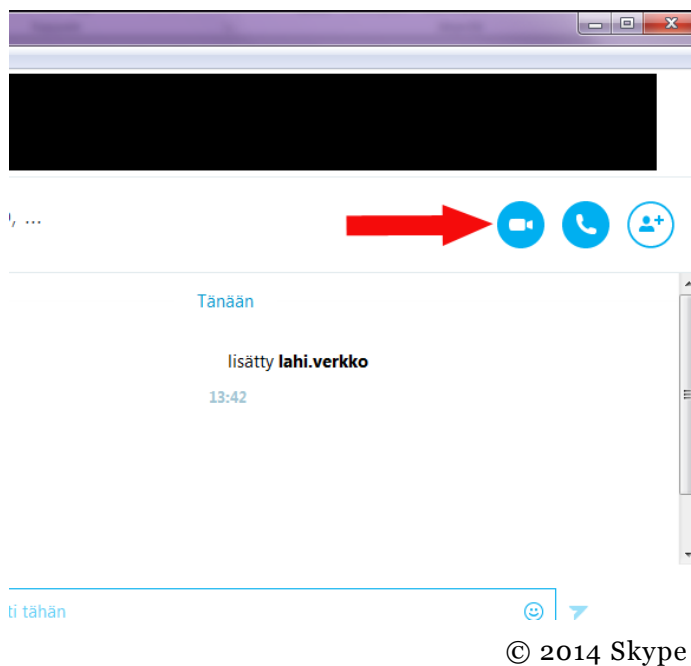 , ...
Tänään
lisätty lahi.verkko
13:42
ti tähän
© 2014 Skype